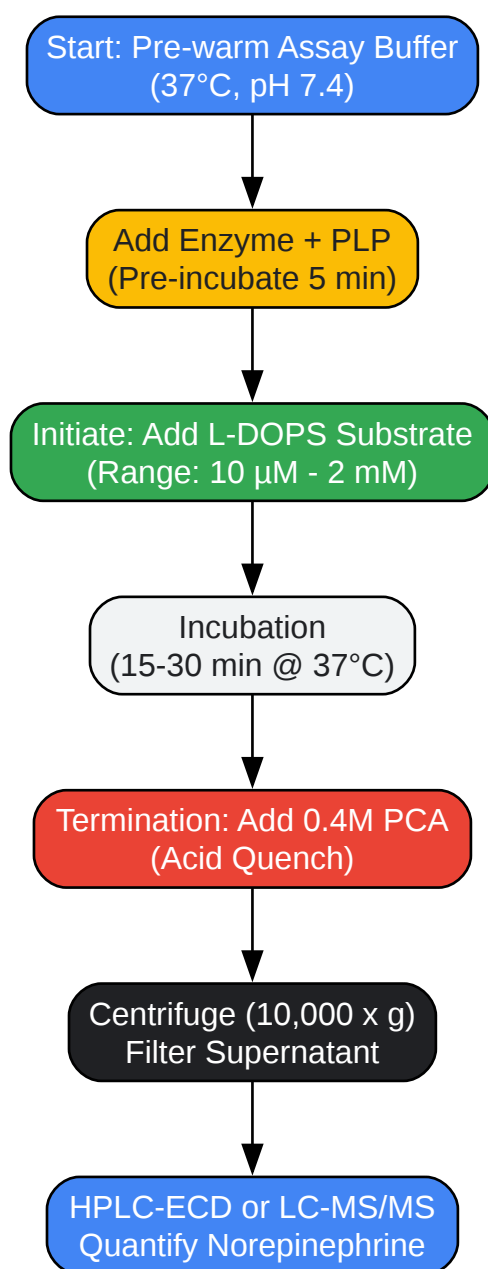 Start: Pre-warm Assay Buffer
(37°C, pH 7.4)
Add Enzyme + PLP
(Pre-incubate 5 min)
Initiate: Add L-DOPS Substrate
(Range: 10 µM - 2 mM)
Incubation
(15-30 min @ 37°C)
Termination: Add 0.4M PCA
(Acid Quench)
Centrifuge (10,000 x g)
Filter Supernatant
HPLC-ECD or LC-MS/MS
Quantify Norepinephrine